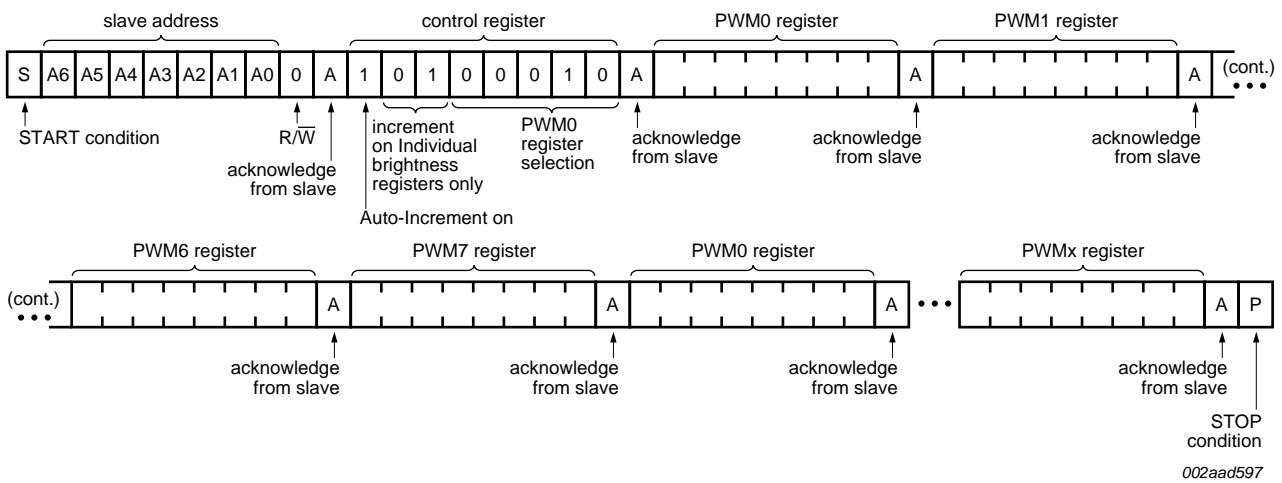 slave address
control register
PWM0 register
PWM1 register
S A6 A5 A4 A3 A2 A1 A0 0 A 1 0 1 0 0 0 1 0 A A A (cont.)
START condition
R/W̅
acknowledge
from slave
Auto-Increment on
increment
on Individual
brightness
registers only
PWM0
register
selection
acknowledge
from slave
acknowledge
from slave
acknowledge
from slave
PWM6 register
PWM7 register
PWM0 register
PWMx register
(cont.) A A A A P
acknowledge
from slave
acknowledge
from slave
acknowledge
from slave
acknowledge
from slave
STOP
condition
002aad597